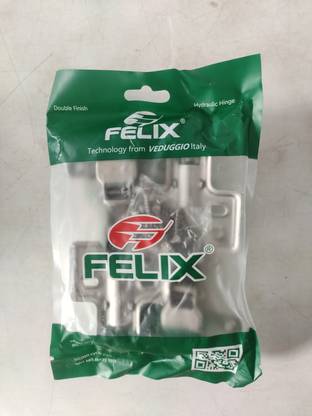 Double Finish
Hydraulic Hinge
FELIX®
Technology from VEDUGGIO Italy
FELIX®